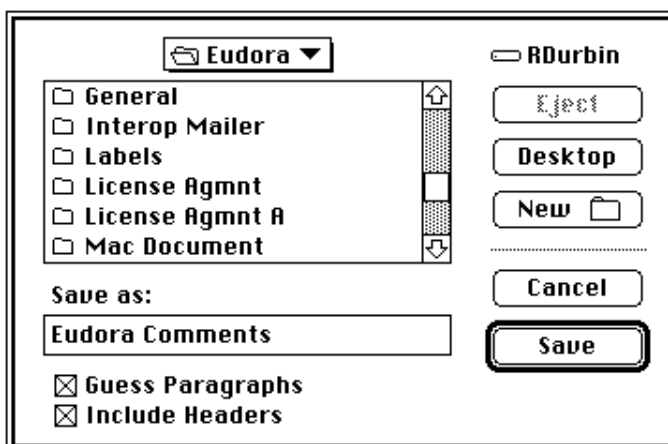 Eudora
RDurbin
General
Interop Mailer
Labels
License Agmnt
License Agmnt A
Mac Document
Eject
Desktop
New
Save as:
Eudora Comments
Cancel
Save
Guess Paragraphs
Include Headers